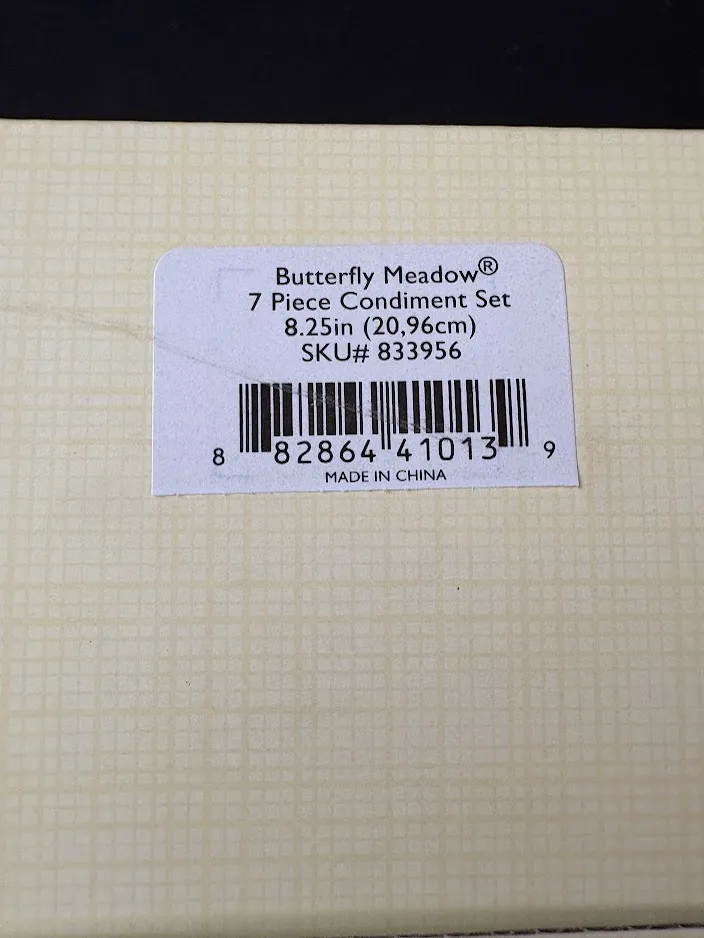 Butterfly Meadow®
7 Piece Condiment Set
8.25in (20,96cm)
SKU# 833956
8 82864 41013 9
MADE IN CHINA